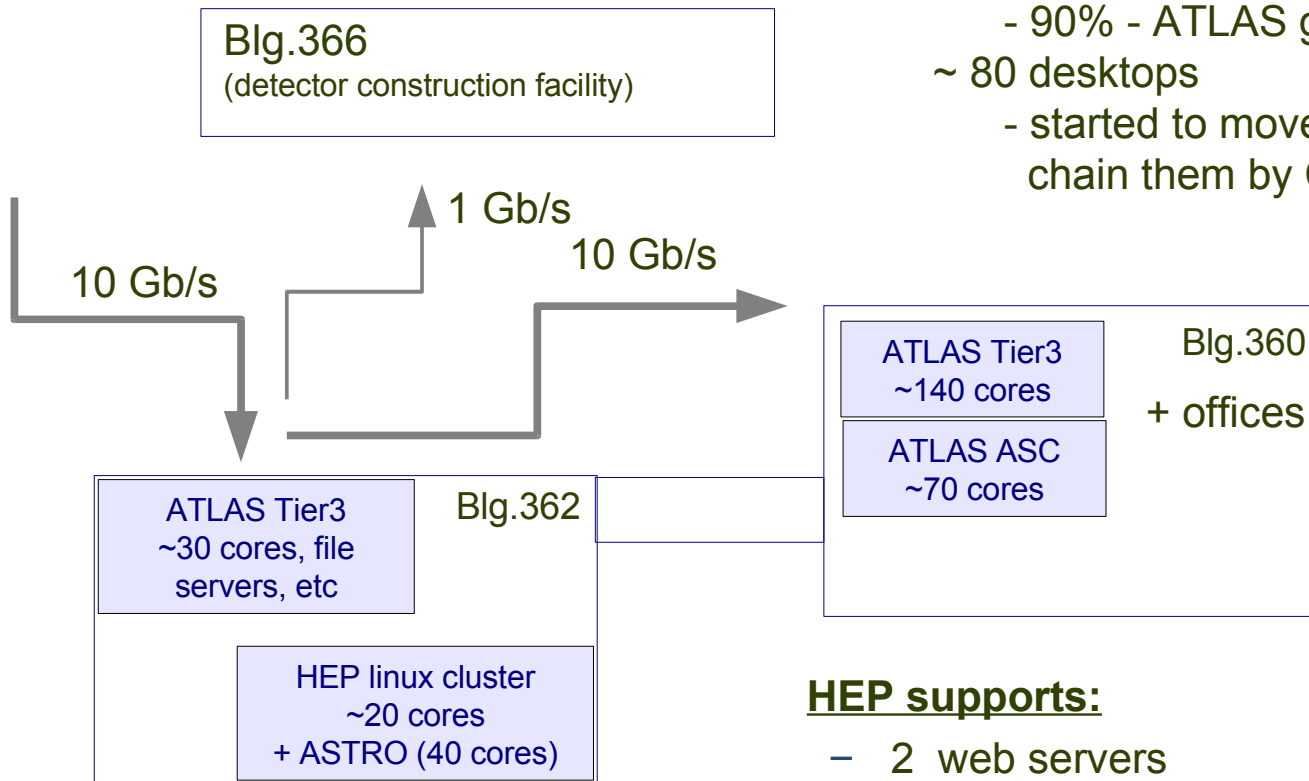 Blg.366
(detector construction facility)
- 90% - ATLAS
~ 80 desktops
- started to move
chain them by
1 Gb/s
10 Gb/s
10 Gb/s
ATLAS Tier3
~140 cores
Blg.360
+ offices
ATLAS ASC
~70 cores
ATLAS Tier3
~30 cores, file
servers, etc
Blg.362
HEP linux cluster
~20 cores
+ ASTRO (40 cores)
HEP supports:
– 2 web servers